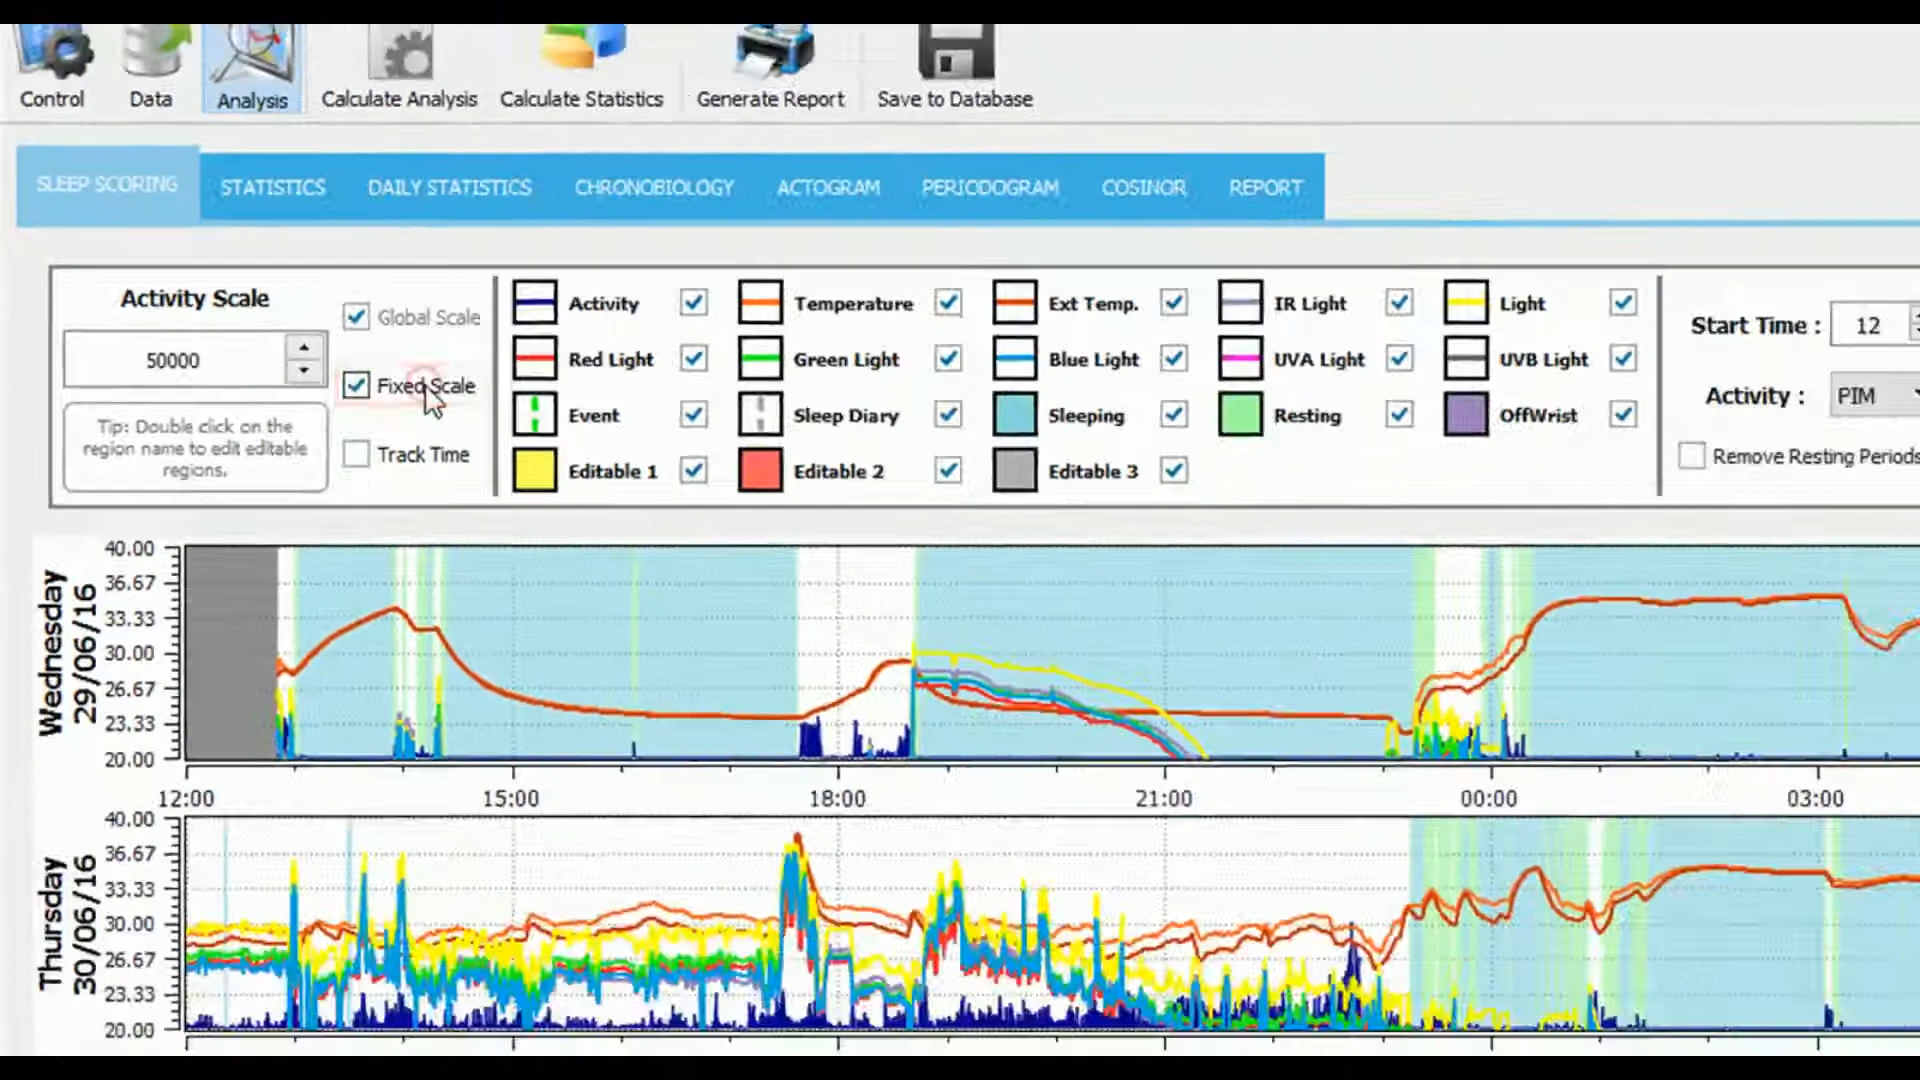 Control Data Analysis Calculate Analysis Calculate Statistics Generate Report Save to Database
SLEEP SCORING STATISTICS DAILY STATISTICS CHRONOBIOLOGY ACTOGRAM PERIODOGRAM COSINOR REPORT
Activity Scale
50000
Tip: Double click on the
region name to edit editable
regions.
Global Scale
Fixed Scale
Track Time
Activity Temperature Ext Temp. IR Light Light
Red Light Green Light Blue Light UVA Light UVB Light
Event Sleep Diary Sleeping Resting OffWrist
Editable 1 Editable 2 Editable 3
Start Time : 12
Activity : PIM
Remove Resting Periods
Wednesday
29/06/16
40.00
36.67
33.33
30.00
26.67
23.33
20.00
12:00 15:00 18:00 21:00 00:00 03:00
Thursday
30/06/16
40.00
36.67
33.33
30.00
26.67
23.33
20.00